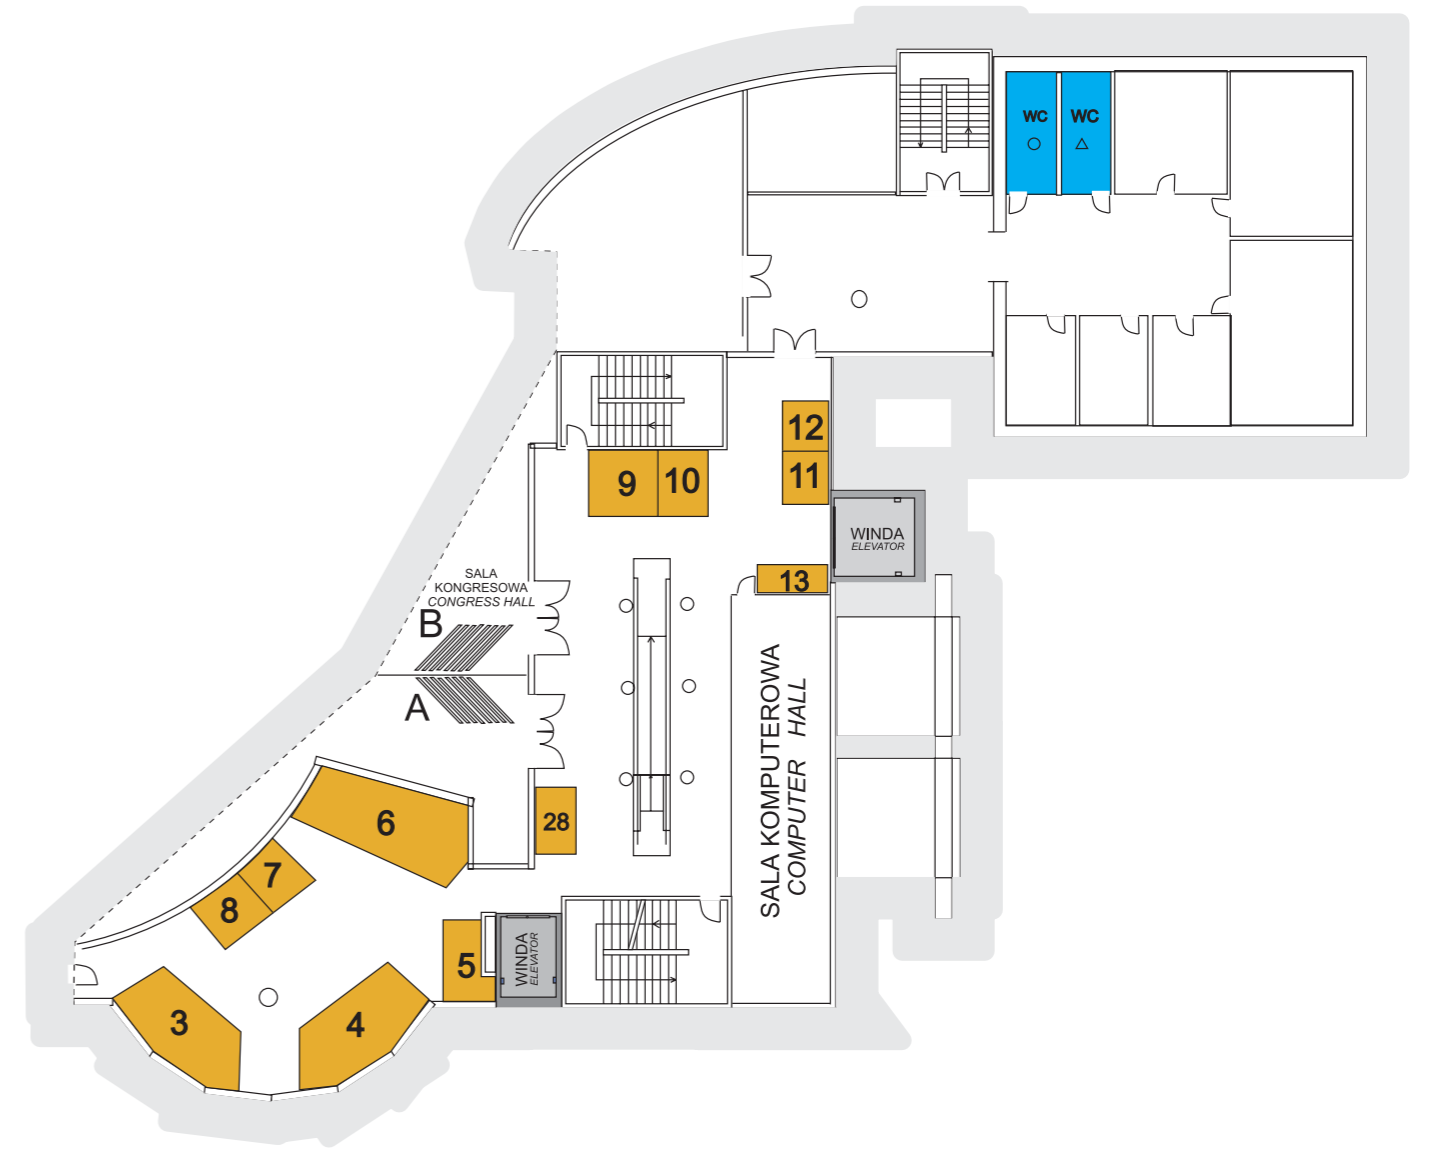 WC
WC
12
11
9
10
WINDA
ELEVATOR
13
SALA
KONGRESOWA
CONGRESS HALL
B
A
SALA KOMPUTEROWA
COMPUTER HALL
6
28
7
8
5
WINDA
ELEVATOR
3
4